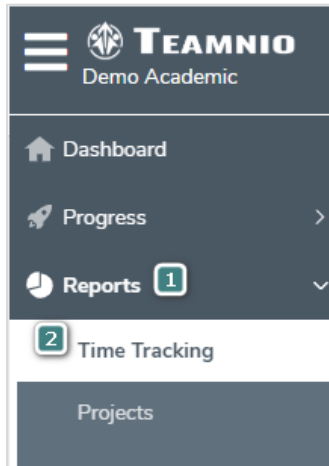 TEAMNIO
Demo Academic
Dashboard
Progress
Reports 1
2 Time Tracking
Projects